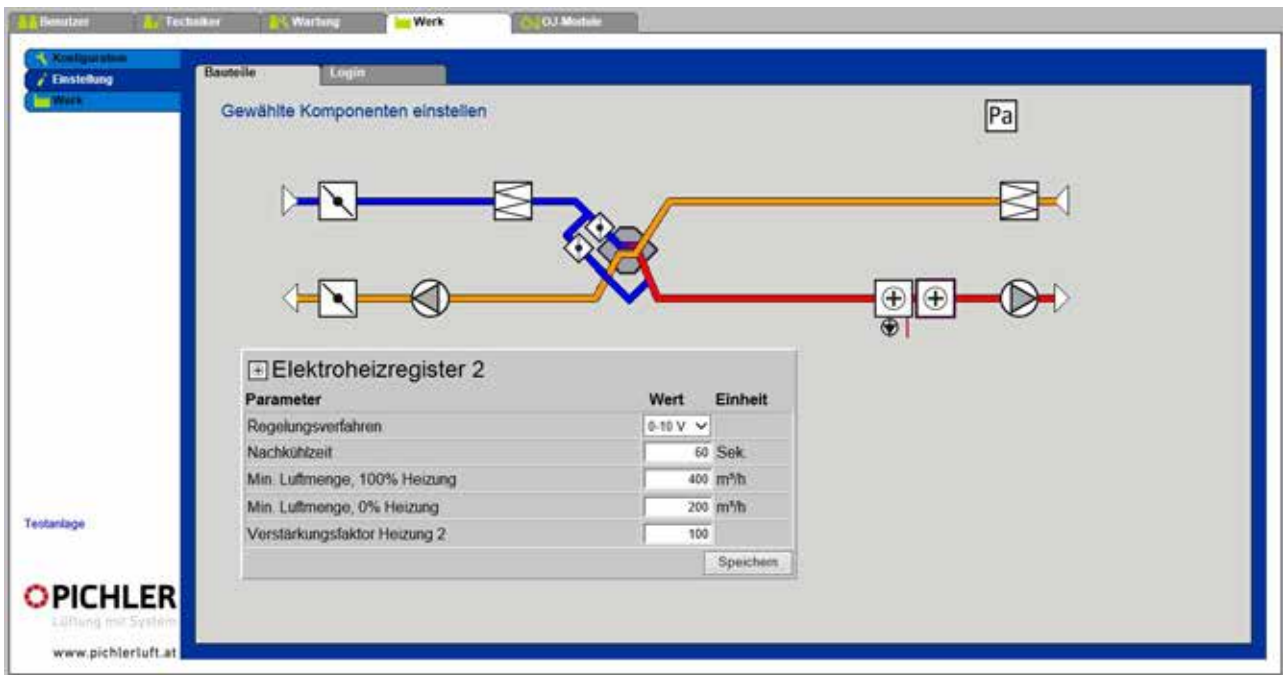 Benutzer Techniker Wartung Werk OJ-Module
Konfiguration
Einstellung
Werk
Bauteile Login
Gewählte Komponenten einstellen
Pa
Elektroheizregister 2
Parameter Wert Einheit
Regelungsverfahren 0-10 V
Nachkühlzeit 60 Sek.
Min. Luftmenge, 100% Heizung 400 m³/h
Min. Luftmenge, 0% Heizung 200 m³/h
Verstärkungsfaktor Heizung 2 100
Speichern
Testanlage
PICHLER
Lüftung mit System
www.pichlerluft.at